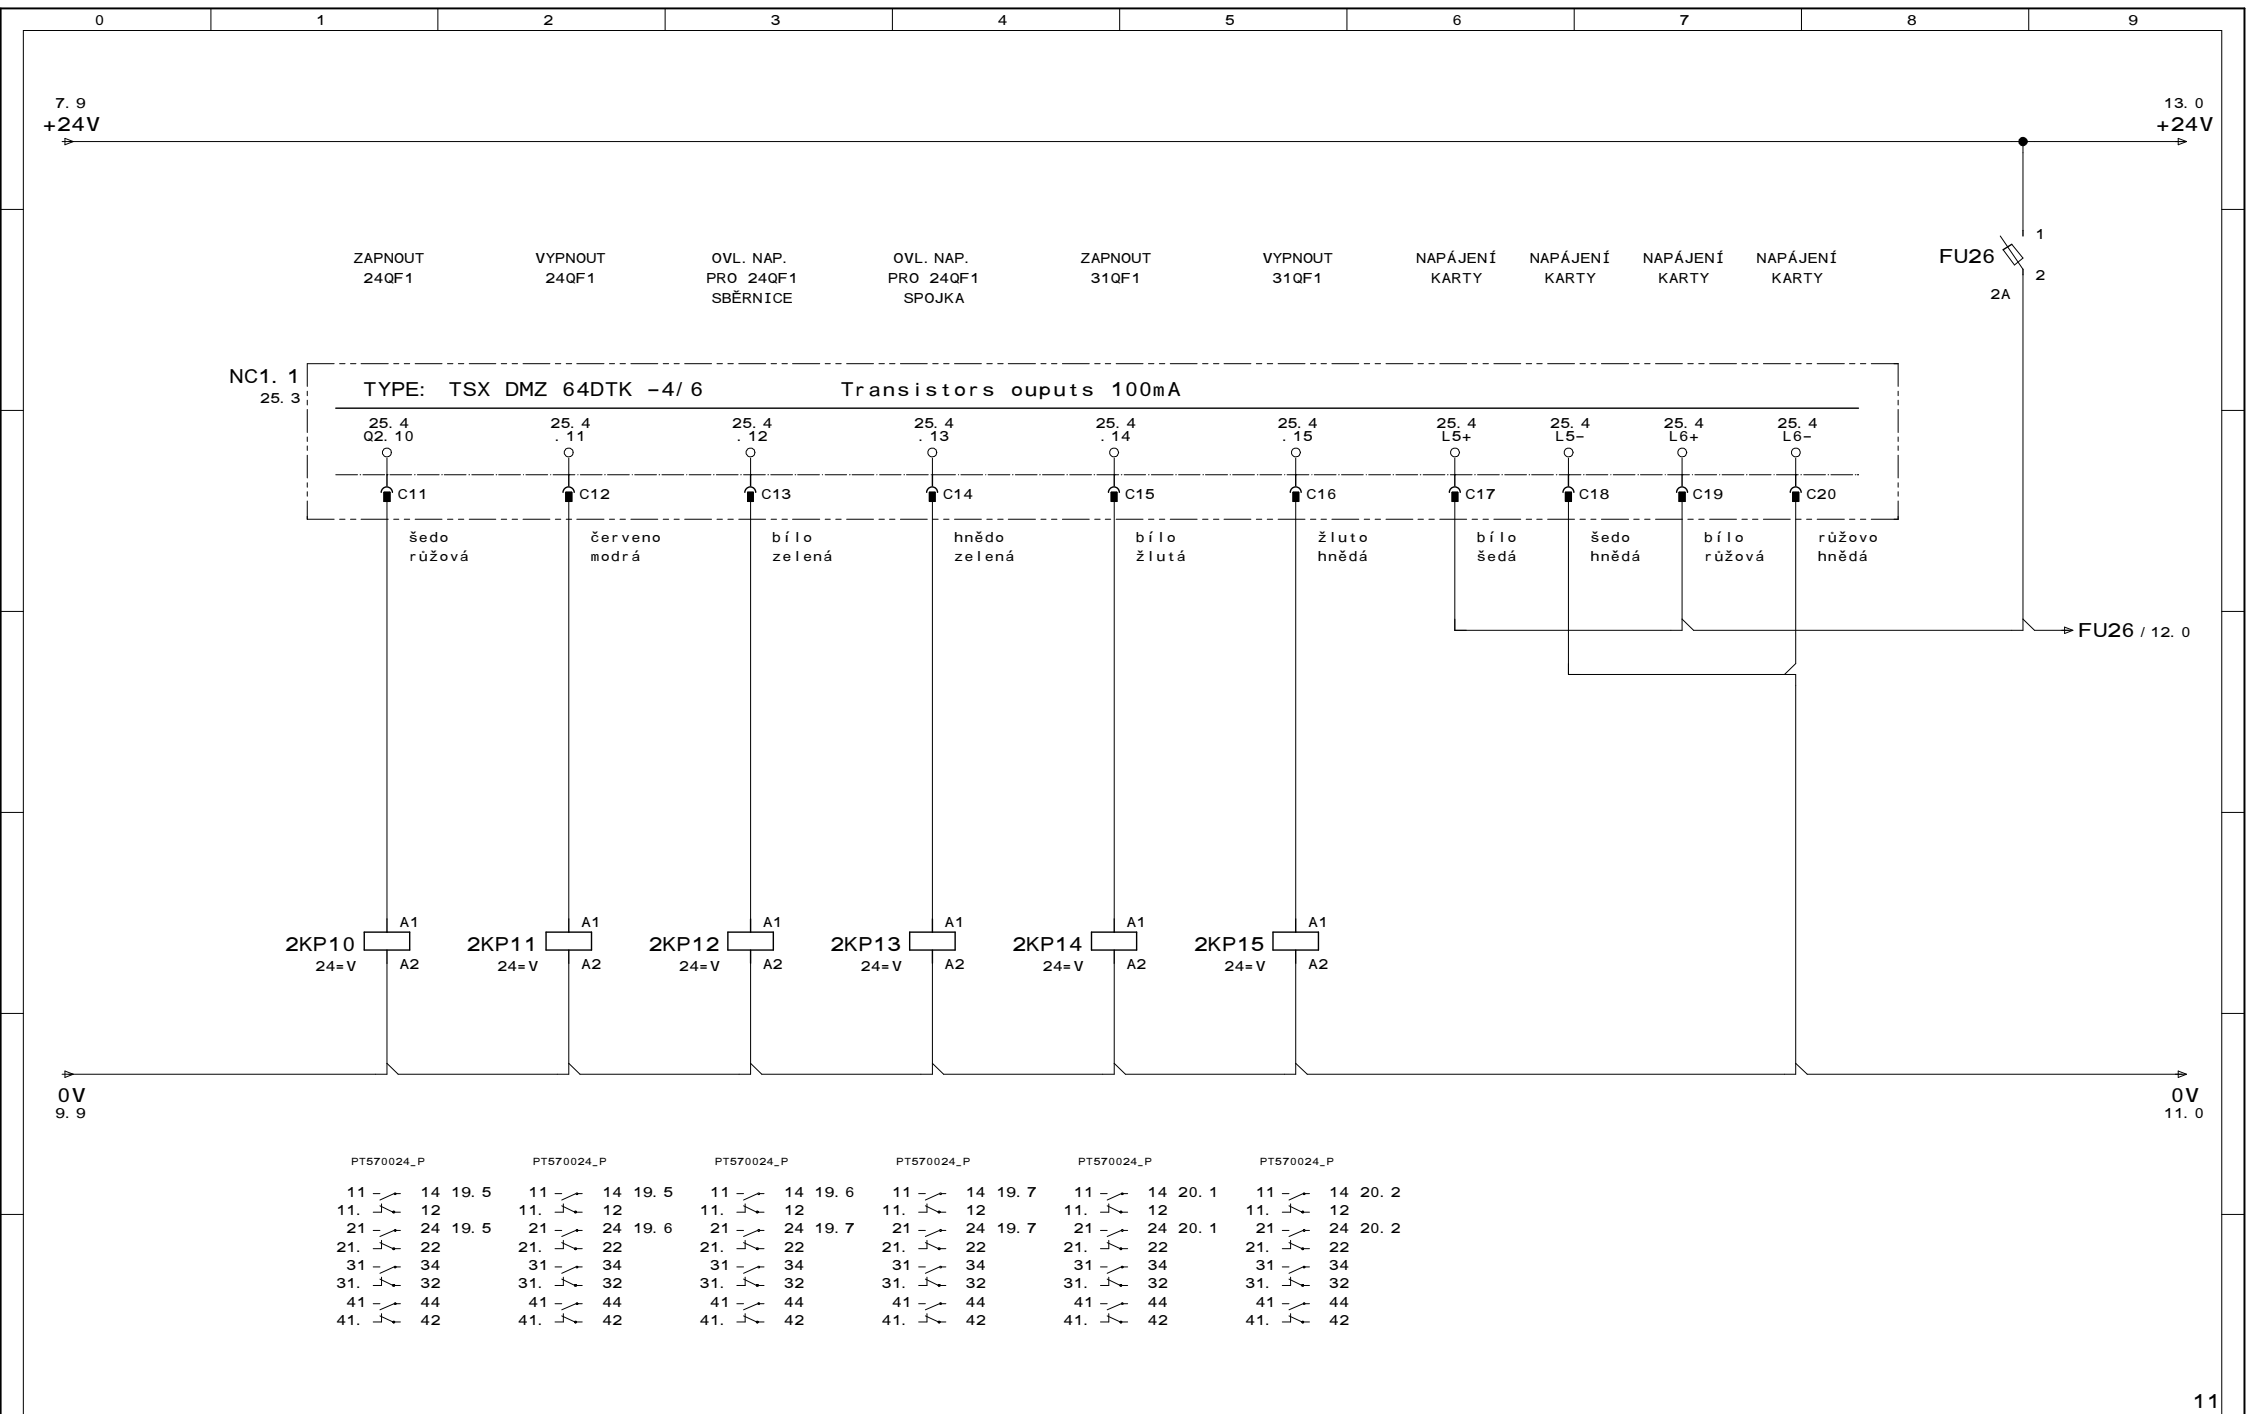 0 1 2 3 4 5 6 7 8 9
7. 9
+24V
13. 0
+24V
ZAPNOUT
24QF1
VYPNOUT
24QF1
OVL. NAP.
PRO 24QF1
SBĚRNICE
OVL. NAP.
PRO 24QF1
SPOJKA
ZAPNOUT
31QF1
VYPNOUT
31QF1
NAPÁJENÍ
KARTY
NAPÁJENÍ
KARTY
NAPÁJENÍ
KARTY
NAPÁJENÍ
KARTY
FU26
1
2
2A
NC1. 1
25. 3
TYPE: TSX DMZ 64DTK -4/ 6 Transistors ouputs 100mA
25. 4 25. 4 25. 4 25. 4 25. 4 25. 4 25. 4 25. 4 25. 4 25. 4
Q2. 10 . 11 . 12 . 13 . 14 . 15 L5+ L5- L6+ L6-
C11 C12 C13 C14 C15 C16 C17 C18 C19 C20
šedo červeno bílo hnědo bílo žluto bílo šedo bílo růžovo
růžová modrá zelená zelená žlutá hnědá šedá hnědá růžová hnědá
FU26 / 12. 0
A1 A1 A1 A1 A1 A1
2KP10 2KP11 2KP12 2KP13 2KP14 2KP15
24=V A2 24=V A2 24=V A2 24=V A2 24=V A2 24=V A2
0V
9. 9
0V
11. 0
PT570024_P PT570024_P PT570024_P PT570024_P PT570024_P PT570024_P
11 14 19. 5 11 14 19. 5 11 14 19. 6 11 14 19. 7 11 14 20. 1 11 14 20. 2
11. 12 11. 12 11. 12 11. 12 11. 12 11. 12
21 24 19. 5 21 24 19. 6 21 24 19. 7 21 24 19. 7 21 24 20. 1 21 24 20. 2
21. 22 21. 22 21. 22 21. 22 21. 22 21. 22
31 34 31 34 31 34 31 34 31 34 31 34
31. 32 31. 32 31. 32 31. 32 31. 32 31. 32
41 44 41 44 41 44 41 44 41 44 41 44
41. 42 41. 42 41. 42 41. 42 41. 42 41. 42
11